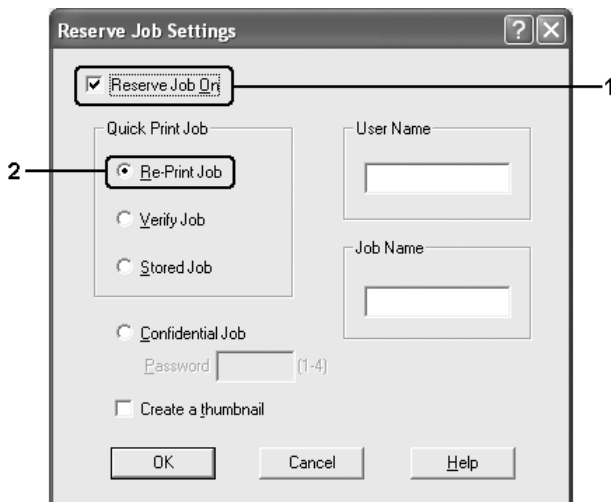 Reserve Job Settings
Reserve Job On
1
Quick Print Job
User Name
2
Re-Print Job
Verify Job
Job Name
Stored Job
Confidential Job
Password (1-4)
Create a thumbnail
OK Cancel Help